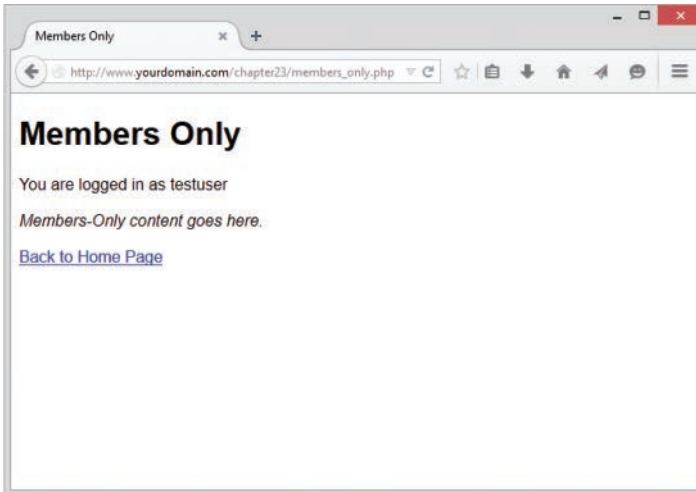 Members Only
http://www.yourdomain.com/chapter23/members_only.php
Members Only
You are logged in as testuser
Members-Only content goes here.
Back to Home Page